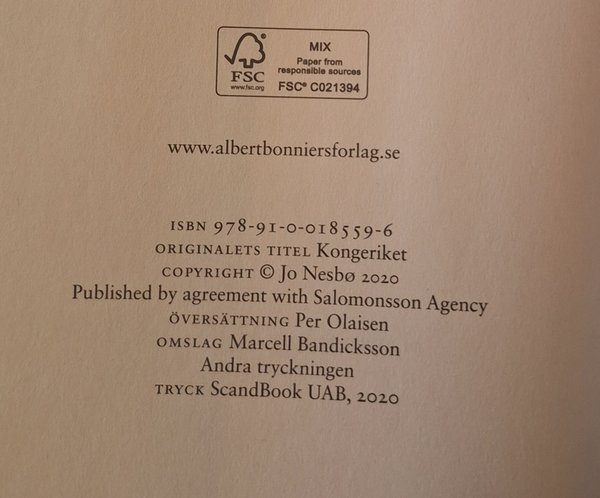 FSC
www.fsc.org
MIX
Paper from
responsible sources
FSC® C021394
www.albertbonniersforlag.se
ISBN 978-91-0-018559-6
ORIGINALETS TITEL Kongeriket
COPYRIGHT © Jo Nesbø 2020
Published by agreement with Salomonsson Agency
ÖVERSÄTTNING Per Olaisen
OMSLAG Marcell Bandicksson
Andra tryckningen
TRYCK ScandBook UAB, 2020